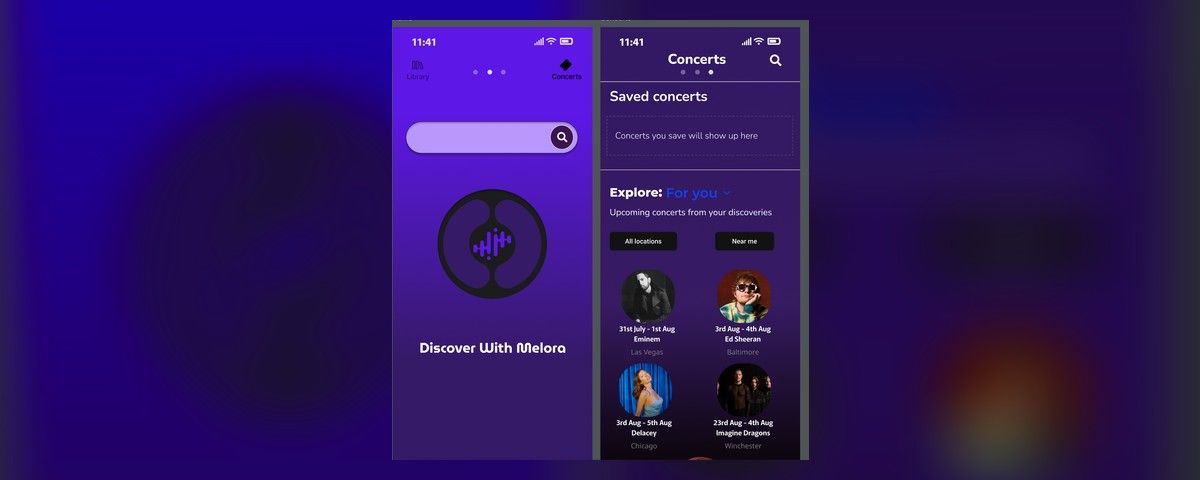 11:41
Library
Concerts
Discover With Melora
11:41
Concerts
Saved concerts
Concerts you save will show up here
Explore: For you
Upcoming concerts from your discoveries
All locations
Near me
31st July - 1st Aug
Eminem
Las Vegas
3rd Aug - 4th Aug
Ed Sheeran
Baltimore
3rd Aug - 5th Aug
Delacey
Chicago
23rd Aug - 4th Aug
Imagine Dragons
Winchester